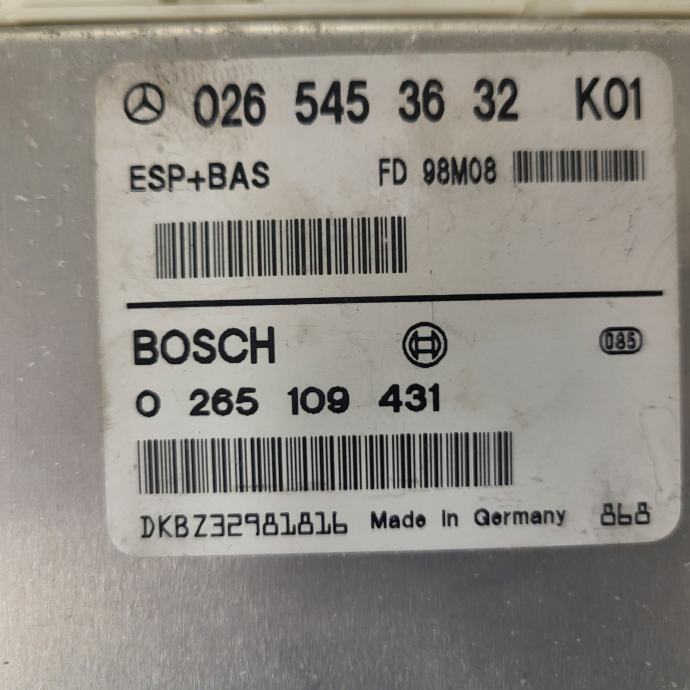 026 545 36 32 K01
ESP+BAS FD 98M08
BOSCH 085
0 265 109 431
DKBZ32981816 Made in Germany 868